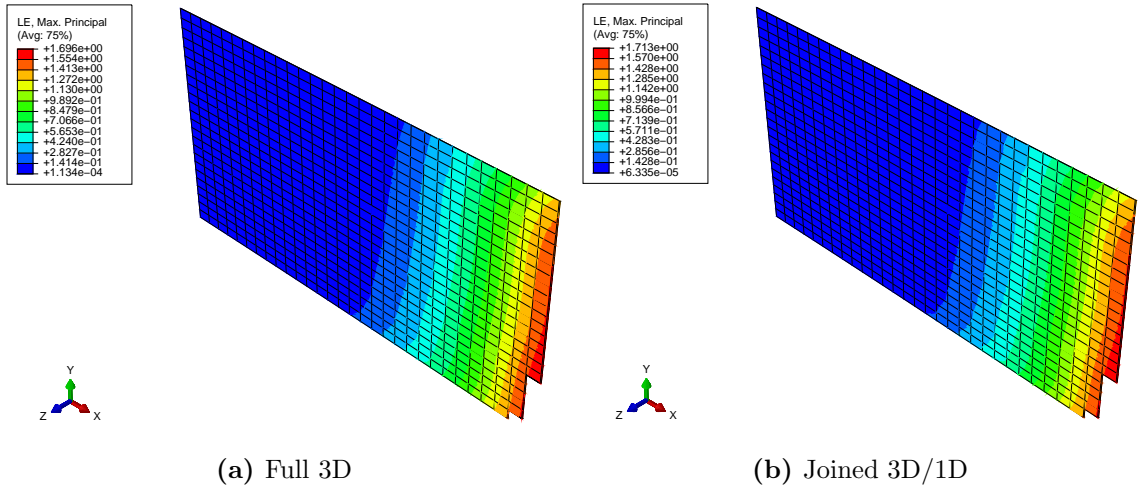 LE, Max. Principal
(Avg: 75%)
+1.696e+00
+1.554e+00
+1.413e+00
+1.272e+00
+1.130e+00
+9.892e-01
+8.479e-01
+7.066e-01
+5.653e-01
+4.240e-01
+2.827e-01
+1.414e-01
+1.134e-04
Y
Z
X
(a) Full 3D
LE, Max. Principal
(Avg: 75%)
+1.713e+00
+1.570e+00
+1.428e+00
+1.285e+00
+1.142e+00
+9.994e-01
+8.566e-01
+7.139e-01
+5.711e-01
+4.283e-01
+2.856e-01
+1.428e-01
+6.335e-05
Y
Z
X
(b) Joined 3D/1D